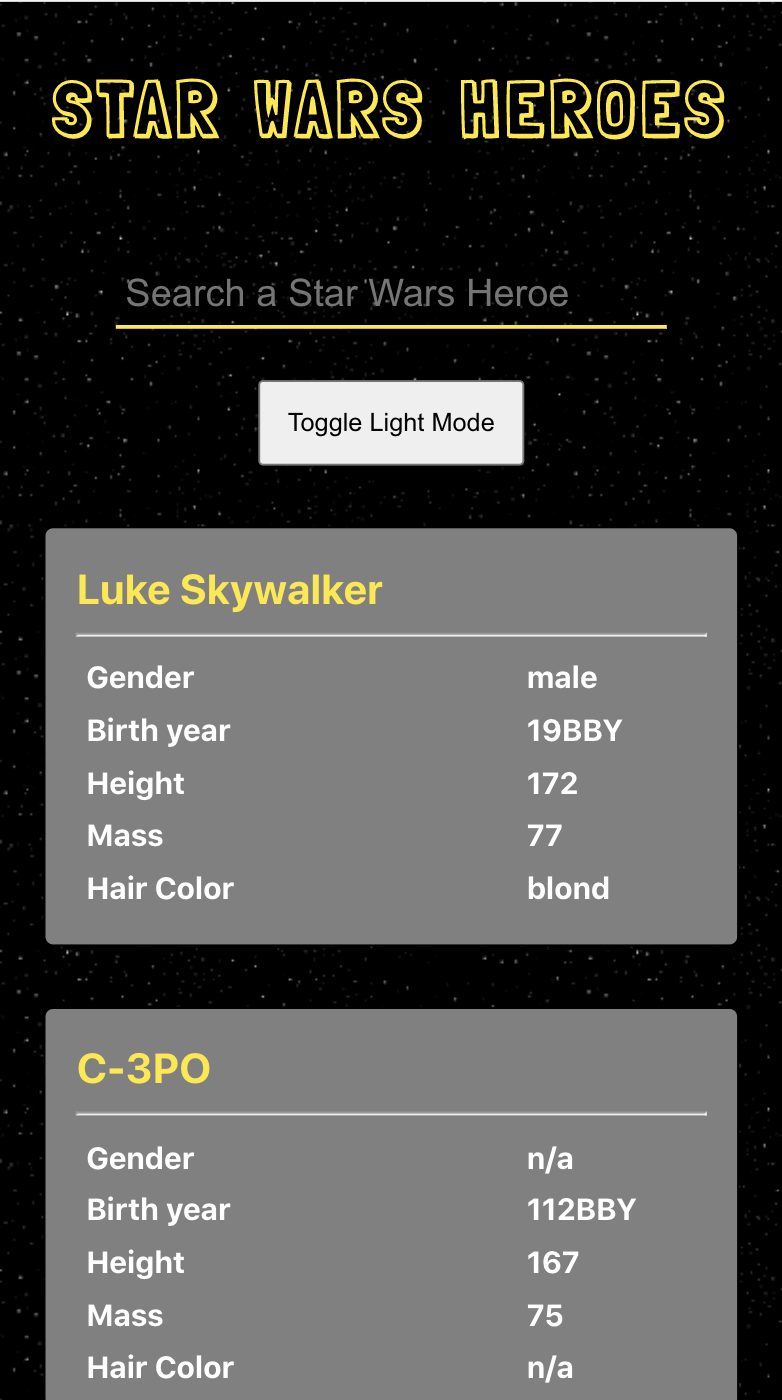 STAR WARS HEROES
Search a Star Wars Heroe
Toggle Light Mode
Luke Skywalker
Gender male
Birth year 19BBY
Height 172
Mass 77
Hair Color blond
C-3PO
Gender n/a
Birth year 112BBY
Height 167
Mass 75
Hair Color n/a